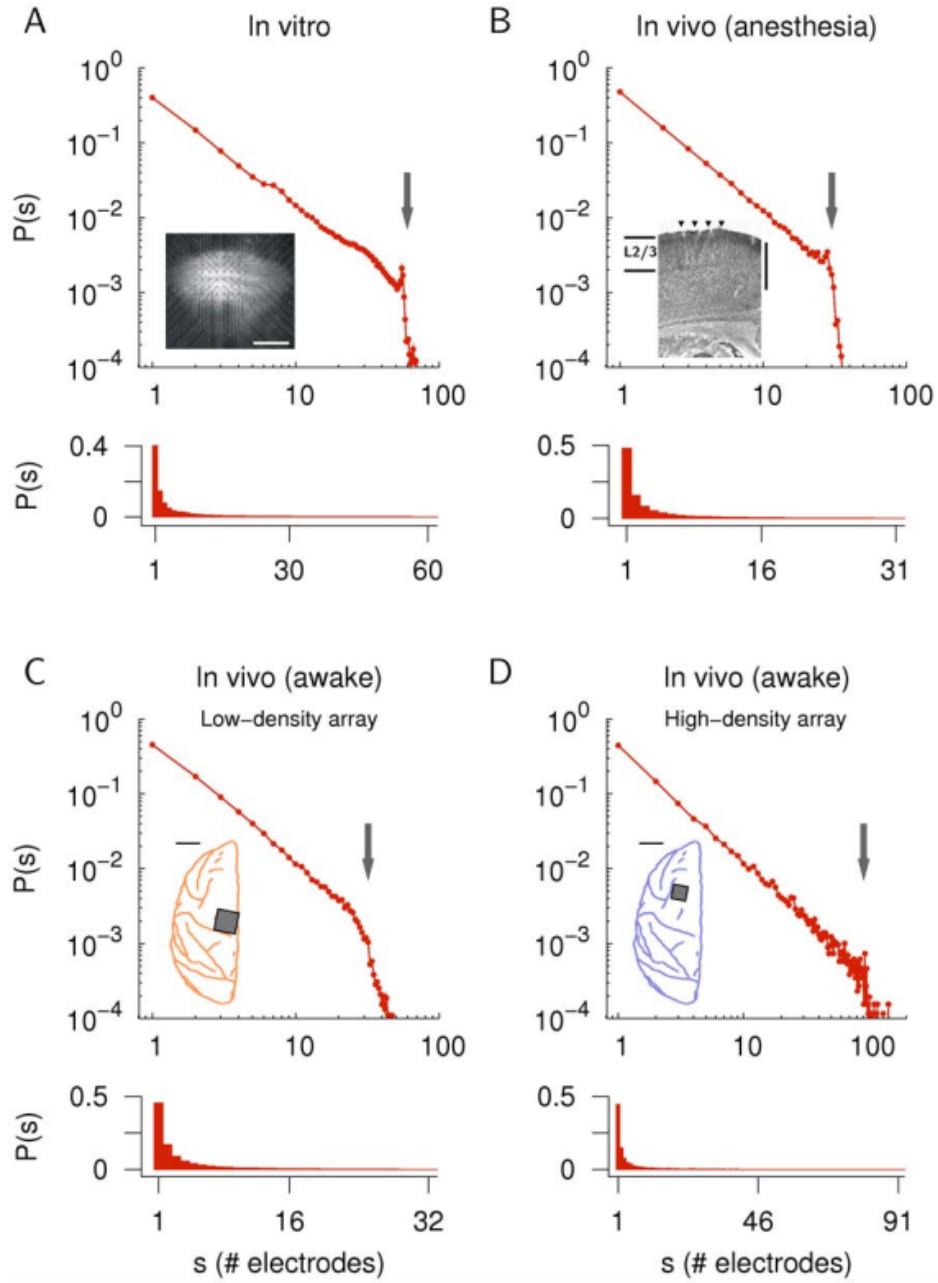 A In vitro
10^0
10^-1
10^-2
10^-3
10^-4
P(s)
1 10 100
0.4
0
P(s)
1 30 60
B In vivo (anesthesia)
10^0
10^-1
10^-2
10^-3
10^-4
L2/3
1 10 100
0.5
0
1 16 31
C In vivo (awake)
Low-density array
10^0
10^-1
10^-2
10^-3
10^-4
P(s)
1 10 100
0.5
0
P(s)
1 16 32
s (# electrodes)
D In vivo (awake)
High-density array
10^0
10^-1
10^-2
10^-3
10^-4
1 10 100
0.5
0
1 46 91
s (# electrodes)